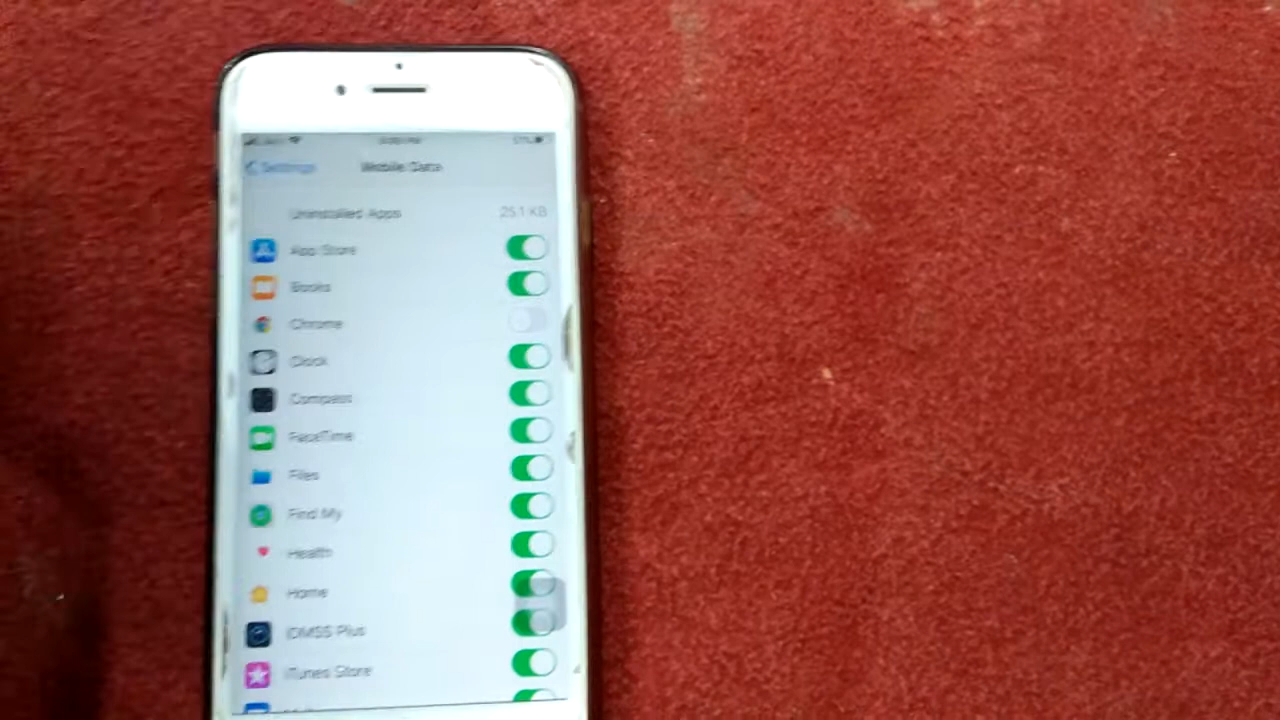 Settings Mobile Data
Uninstalled Apps 25.1 KB
App Store
Books
Chrome
Clock
Compass
FaceTime
Files
Find My
Health
Home
iDMSS Plus
iTunes Store